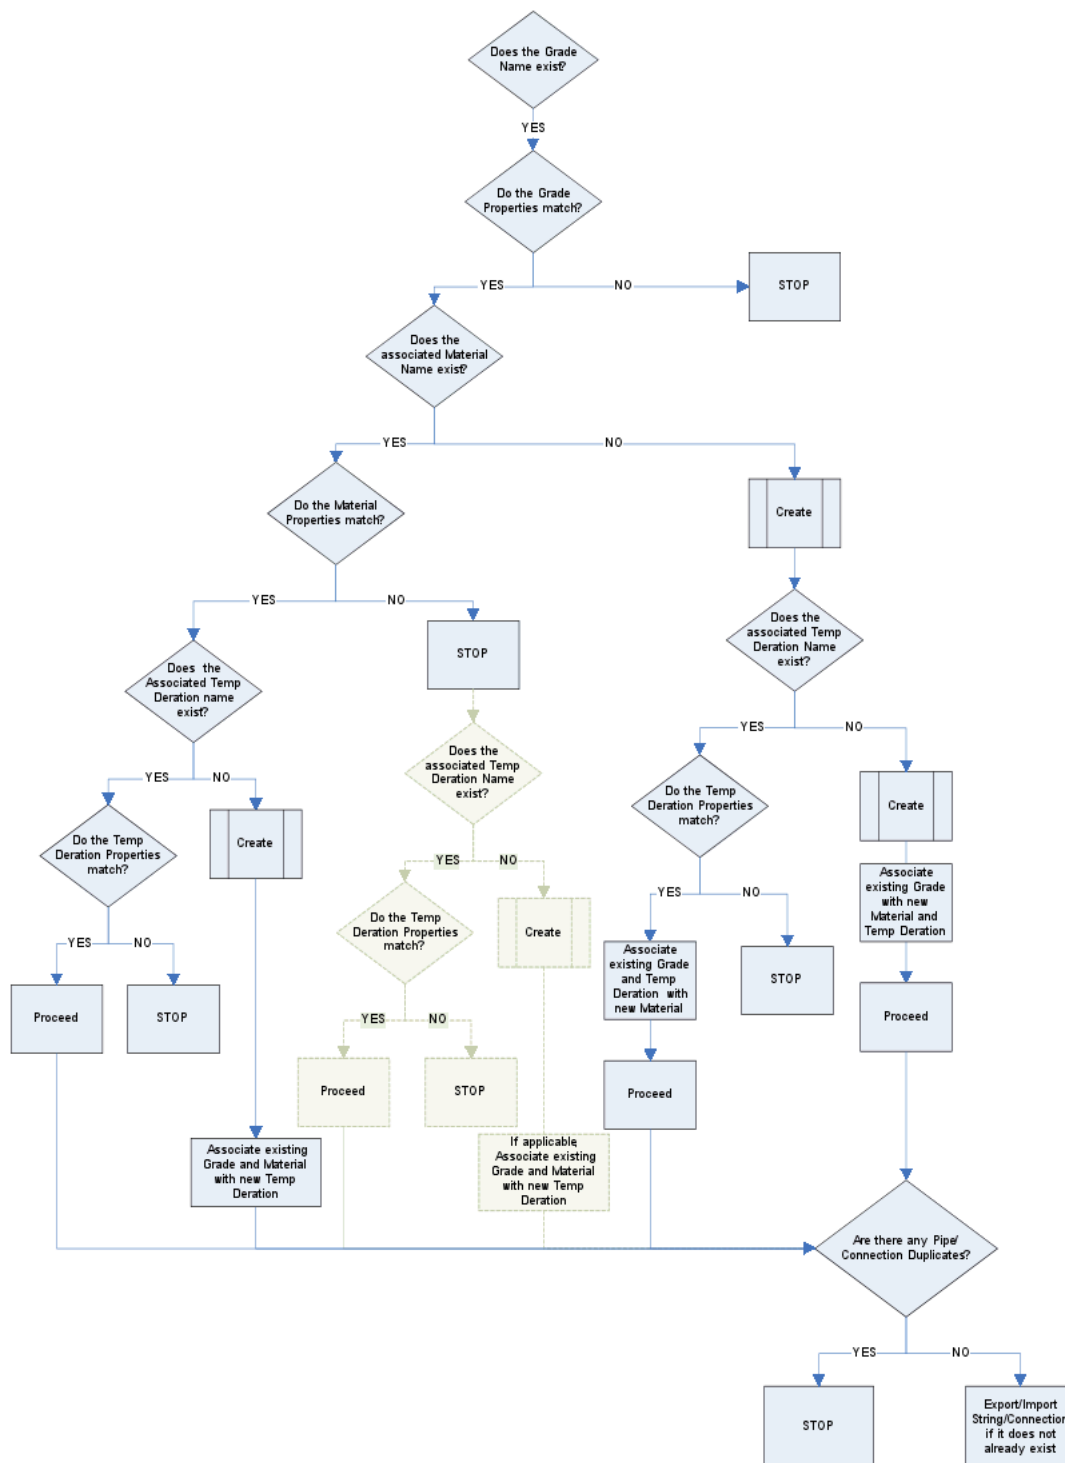 Does the Grade
Name exist?
YES
Do the Grade
Properties match?
YES
NO
STOP
Does the
associated Material
Name exist?
YES
NO
Do the Material
Properties match?
Create
YES
NO
Does the
associated Temp
Deration Name
exist?
STOP
Does the
Associated Temp
Deration name
exist?
YES
NO
Does the
associated Temp
Deration Name
exist?
YES
NO
Do the Temp
Deration Properties
match?
Create
Do the Temp
Deration Properties
match?
Create
YES
NO
Associate
existing Grade
with new
Material and
Temp Deration
Do the Temp
Deration Properties
match?
Create
YES
NO
YES
NO
Associate
existing Grade
and Temp
Deration with
new Material
STOP
Proceed
STOP
Proceed
YES
NO
Proceed
STOP
Proceed
Associate existing
Grade and Material
with new Temp
Deration
If applicable,
Associate existing
Grade and Material
with new Temp
Deration
Are there any Pipe/
Connection Duplicates?
YES
NO
STOP
Export/Import
String/Connection
if it does not
already exist